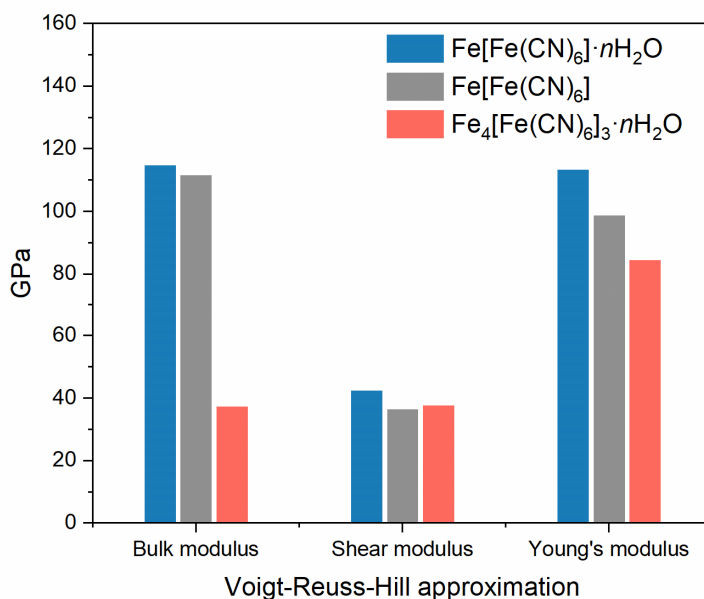 160
140
120
100
80
60
40
20
0
GPa
Fe[Fe(CN)₆]·nH₂O
Fe[Fe(CN)₆]
Fe₄[Fe(CN)₆]₃·nH₂O
Bulk modulus Shear modulus Young's modulus
Voigt-Reuss-Hill approximation